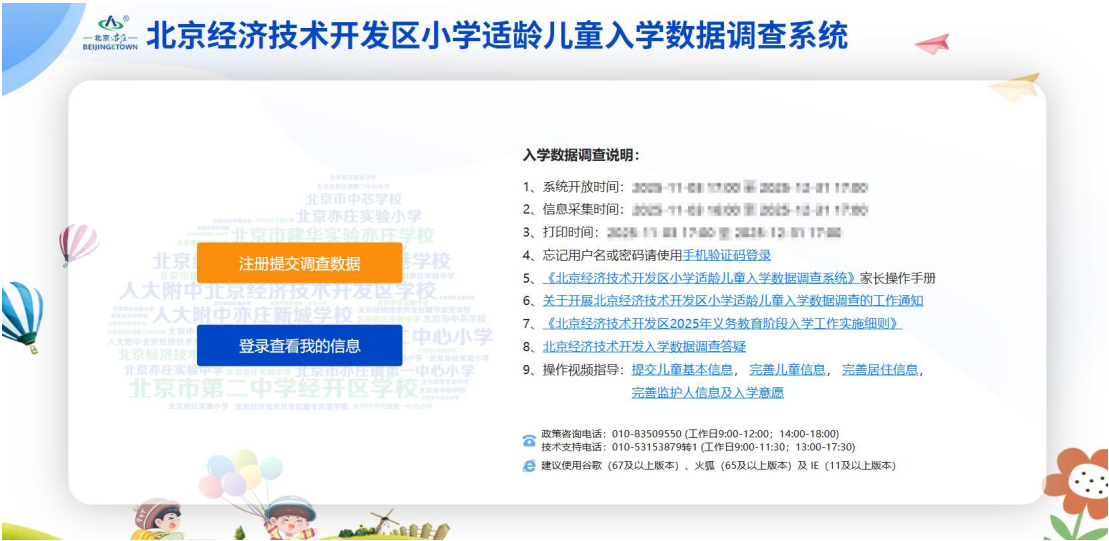 北京亦庄
BEIJINGETOWN
北京经济技术开发区小学适龄儿童入学数据调查系统
北京市中芯学校
北京亦庄实验小学
北京市建华实验亦庄学校
注册提交调查数据
人大附中北京经济技术开发区学校
人大附中亦庄新城学校
登录查看我的信息
北京市亦庄镇第一中心小学
北京市第二中学经开区学校
入学数据调查说明：
1、系统开放时间：
2、信息采集时间：
3、打印时间：
4、忘记用户名或密码请使用手机验证码登录
5、《北京经济技术开发区小学适龄儿童入学数据调查系统》家长操作手册
6、关于开展北京经济技术开发区小学适龄儿童入学数据调查的工作通知
7、《北京经济技术开发区2025年义务教育阶段入学工作实施细则》
8、北京经济技术开发入学数据调查答疑
9、操作视频指导：提交儿童基本信息， 完善儿童信息， 完善居住信息，
完善监护人信息及入学意愿
政策咨询电话：010-83509550 (工作日9:00-12:00；14:00-18:00)
技术支持电话：010-53153879转1 (工作日9:00-11:30；13:00-17:30)
建议使用谷歌（67及以上版本）、火狐（65及以上版本）及 IE（11及以上版本）